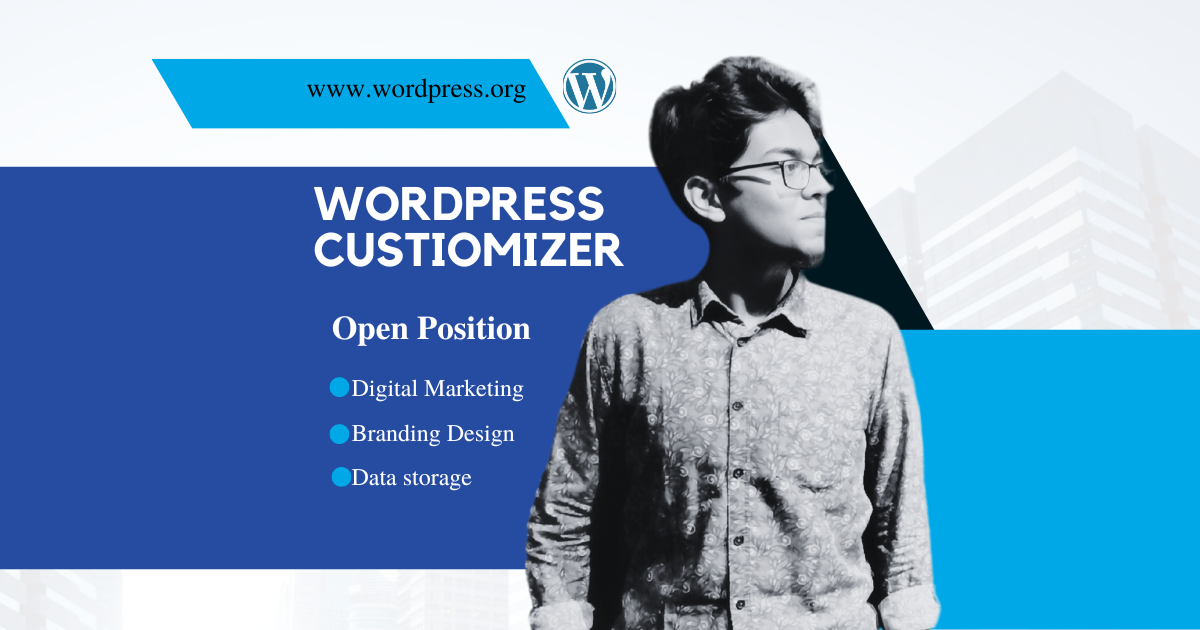 www.wordpress.org
WORDPRESS
CUSTIOMIZER
Open Position
Digital Marketing
Branding Design
Data storage